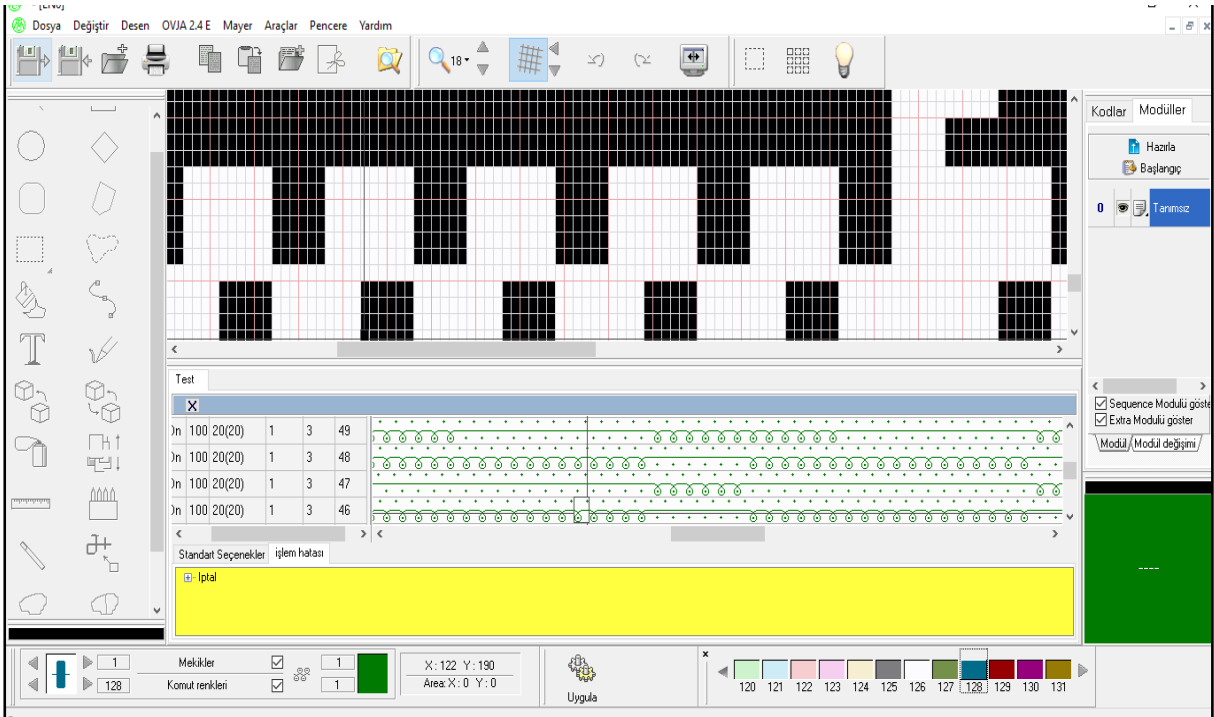 Dosya Değiştir Desen OVJA 2.4 E Mayer Araçlar Pencere Yardım
18
Kodlar Modüller
Hazırla
Başlangıç
0 Tanımsız
Test
X
100 20(20) 1 3 49
100 20(20) 1 3 48
100 20(20) 1 3 47
100 20(20) 1 3 46
Sequence Modulü göste
Extra Modulü göster
Modül Modül değişimi
Standart Seçenekler işlem hatası
Iptal
----
1 Mekikler 1
128 Komut renkleri 1
X : 122 Y : 190
Area: X : 0 Y : 0
Uygula
x
120 121 122 123 124 125 126 127 128 129 130 131